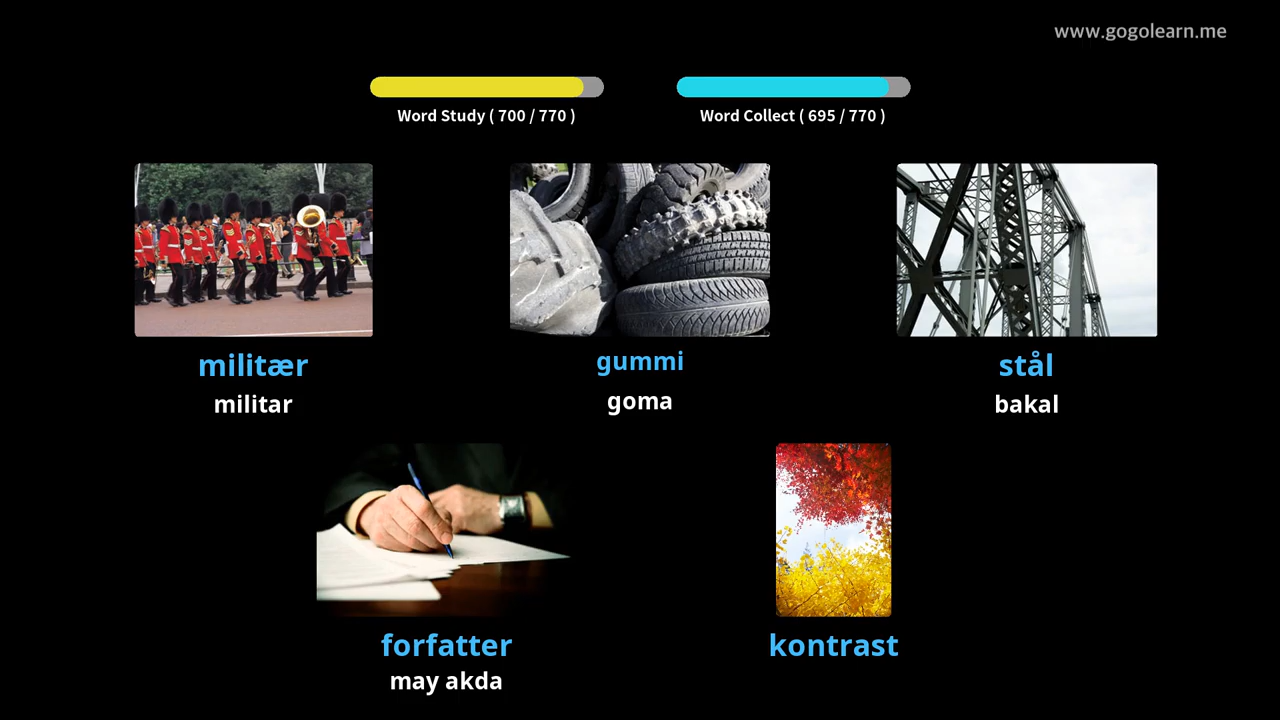 www.gogolearn.me
Word Study ( 700 / 770 )
Word Collect ( 695 / 770 )
militær
militar
gummi
goma
stål
bakal
forfatter
may akda
kontrast